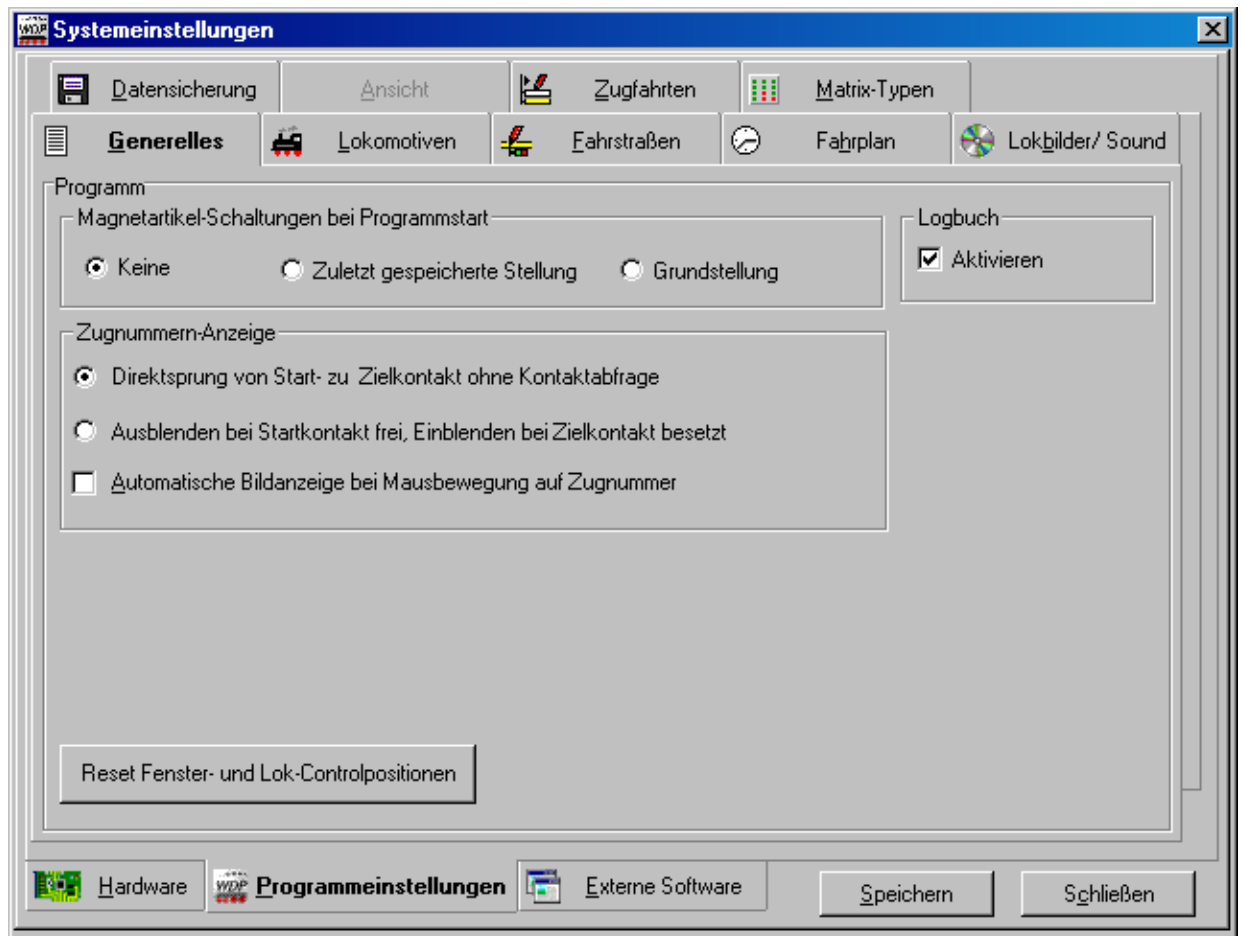 WDP Systemeinstellungen
Datensicherung Ansicht Zugfahrten Matrix-Typen
Generelles Lokomotiven Fahrstraßen Fahrplan Lokbilder/ Sound
Programm
Magnetartikel-Schaltungen bei Programmstart Logbuch
Keine Zuletzt gespeicherte Stellung Grundstellung Aktivieren
Zugnummern-Anzeige
Direktsprung von Start- zu Zielkontakt ohne Kontaktabfrage
Ausblenden bei Startkontakt frei, Einblenden bei Zielkontakt besetzt
Automatische Bildanzeige bei Mausbewegung auf Zugnummer
Reset Fenster- und Lok-Controlpositionen
Hardware WDP Programmeinstellungen Externe Software Speichern Schließen